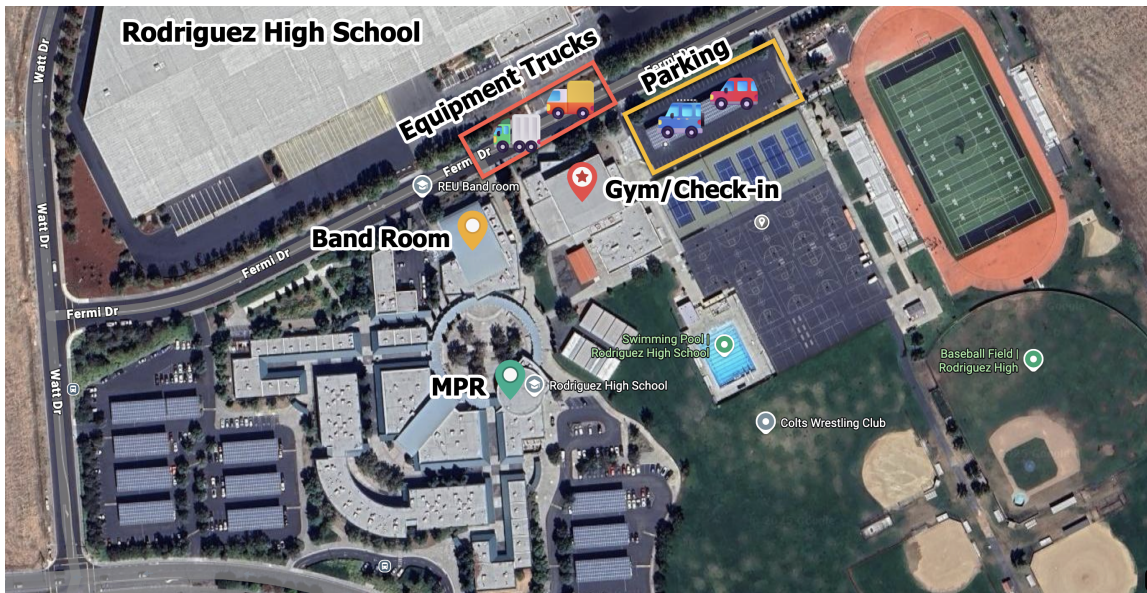 Rodriguez High School
Watt Dr
Equipment Trucks
Fermi Dr
Parking
Fermi Dr
REU Band room
Gym/Check-in
Band Room
Watt Dr
Fermi Dr
Fermi Dr
Swimming Pool |
Rodriguez High School
Baseball Field |
Rodriguez High
MPR
Rodriguez High School
Watt Dr
Colts Wrestling Club